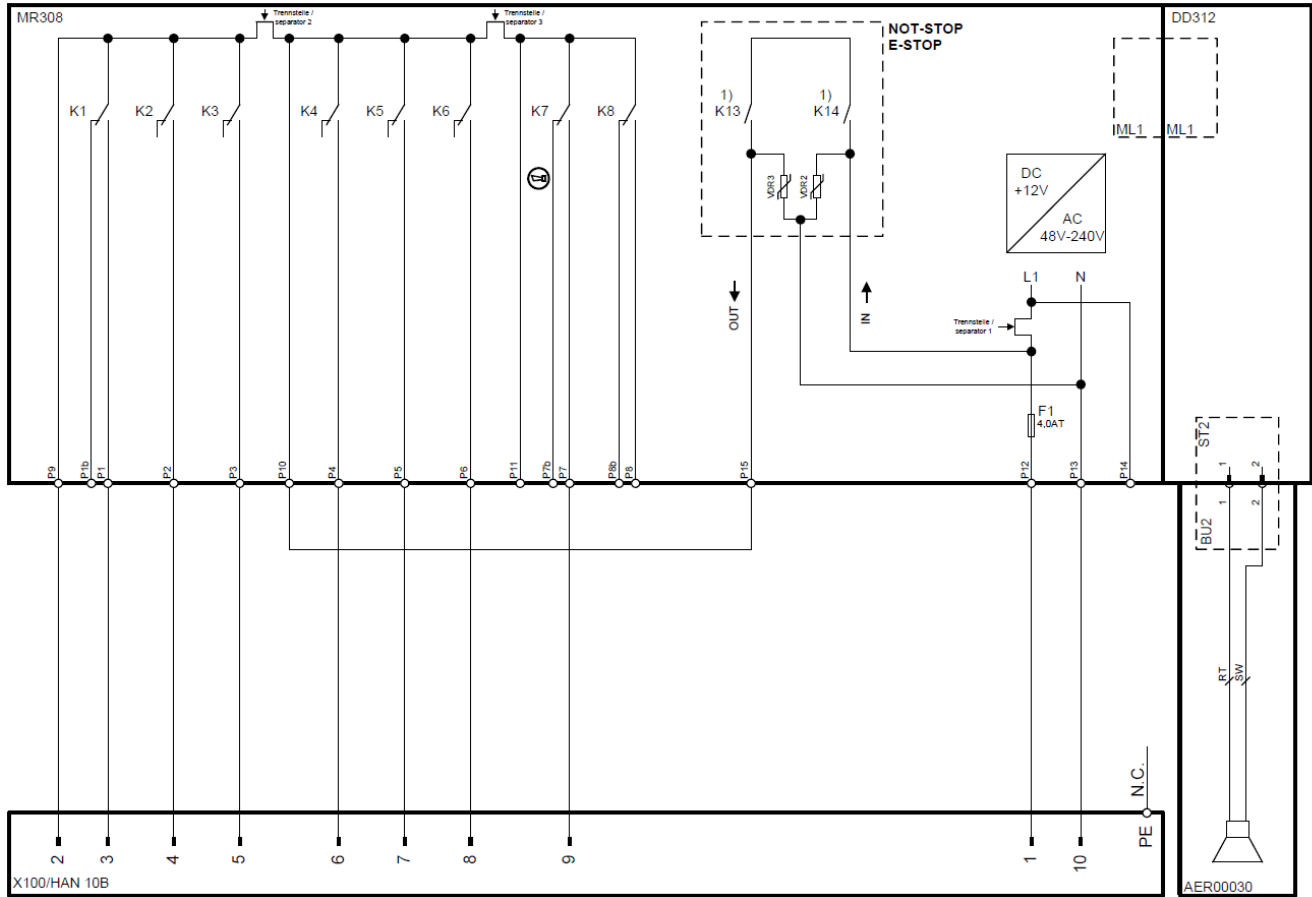 MR308
Trennstelle /
separator 2
Trennstelle /
separator 3
NOT-STOP
E-STOP
DD312
K1
K2
K3
K4
K5
K6
K7
K8
1)
K13
1)
K14
ML1
ML1
VDR3
VDR2
DC
+12V
AC
48V-240V
L1
N
OUT
IN
Trennstelle /
separator 1
F1
4,0AT
P9
P1b
P1
P2
P3
P10
P4
P5
P6
P11
P7b
P7
P8b
P8
P15
P12
P13
P14
ST2
1
2
1
2
BU2
RT
SW
N.C.
PE
2
3
4
5
6
7
8
9
1
10
X100/HAN 10B
AER00030